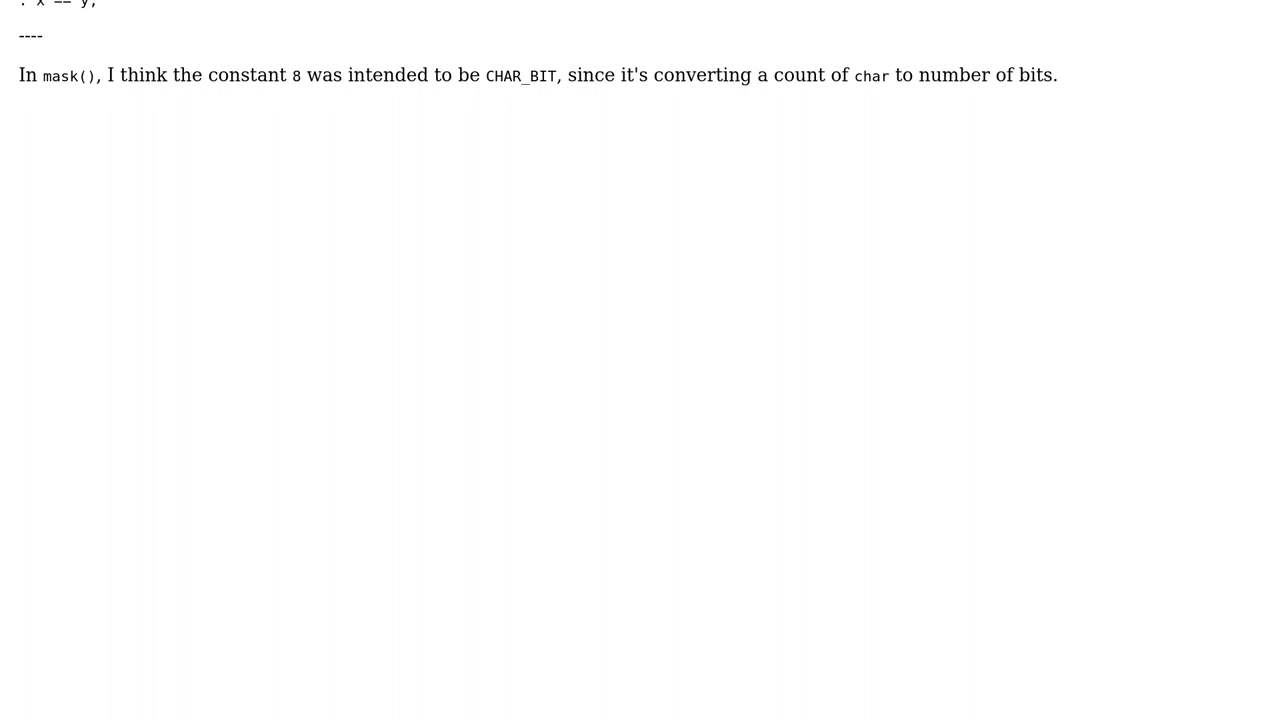 : x == y;
----
In mask(), I think the constant 8 was intended to be CHAR_BIT, since it's converting a count of char to number of bits.